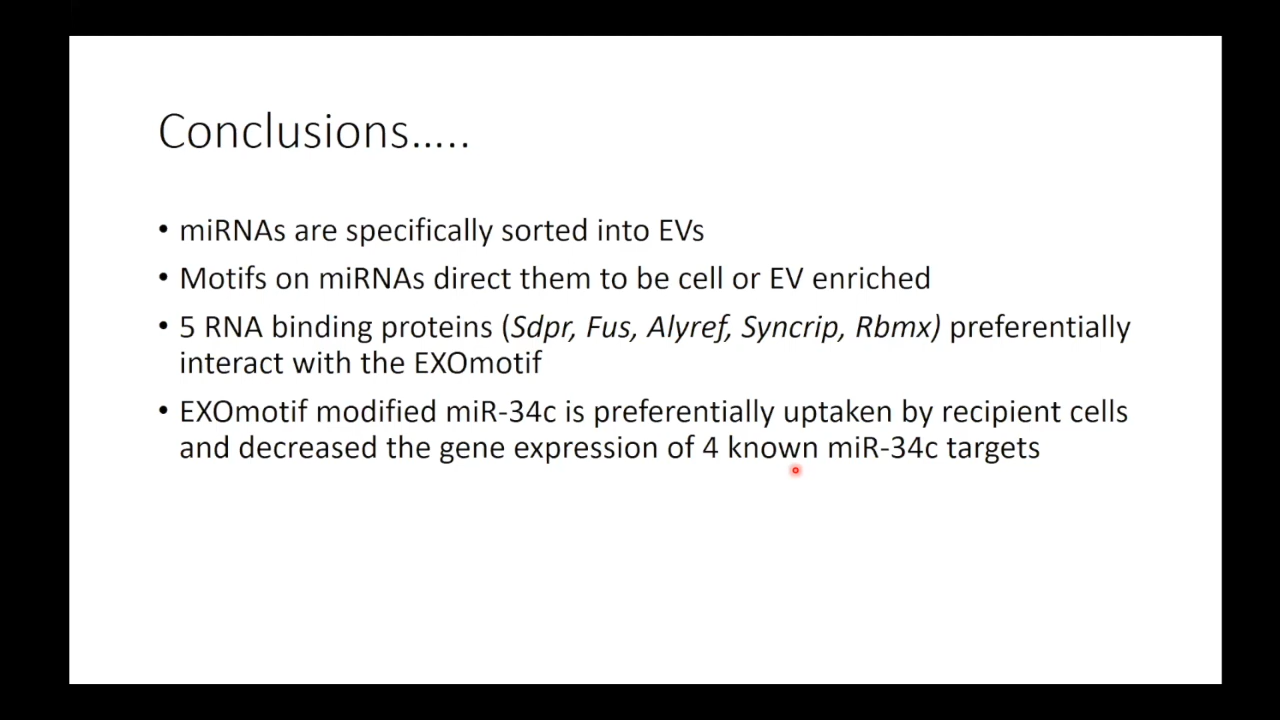 Conclusions.....
• miRNAs are specifically sorted into EVs
• Motifs on miRNAs direct them to be cell or EV enriched
• 5 RNA binding proteins (Sdpr, Fus, Alyref, Syncrip, Rbmx) preferentially
interact with the EXOmotif
• EXOmotif modified miR-34c is preferentially uptaken by recipient cells
and decreased the gene expression of 4 known miR-34c targets